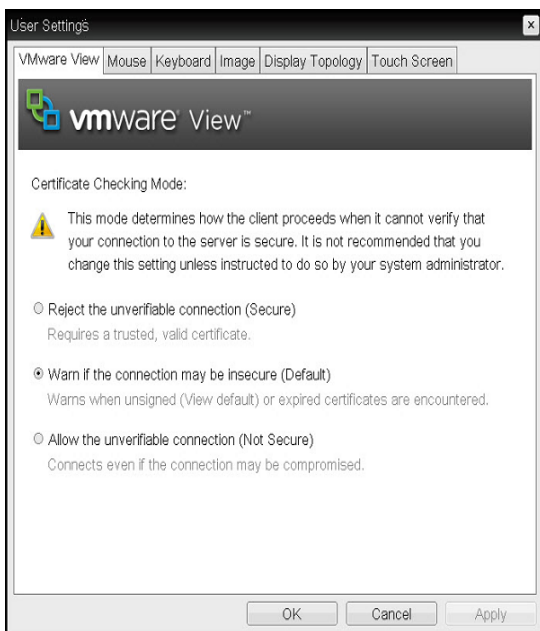 User Settings
VMware View Mouse Keyboard Image Display Topology Touch Screen
vmware® View™
Certificate Checking Mode:
This mode determines how the client proceeds when it cannot verify that
your connection to the server is secure. It is not recommended that you
change this setting unless instructed to do so by your system administrator.
Reject the unverifiable connection (Secure)
Requires a trusted, valid certificate.
Warn if the connection may be insecure (Default)
Warns when unsigned (View default) or expired certificates are encountered.
Allow the unverifiable connection (Not Secure)
Connects even if the connection may be compromised.
OK Cancel Apply